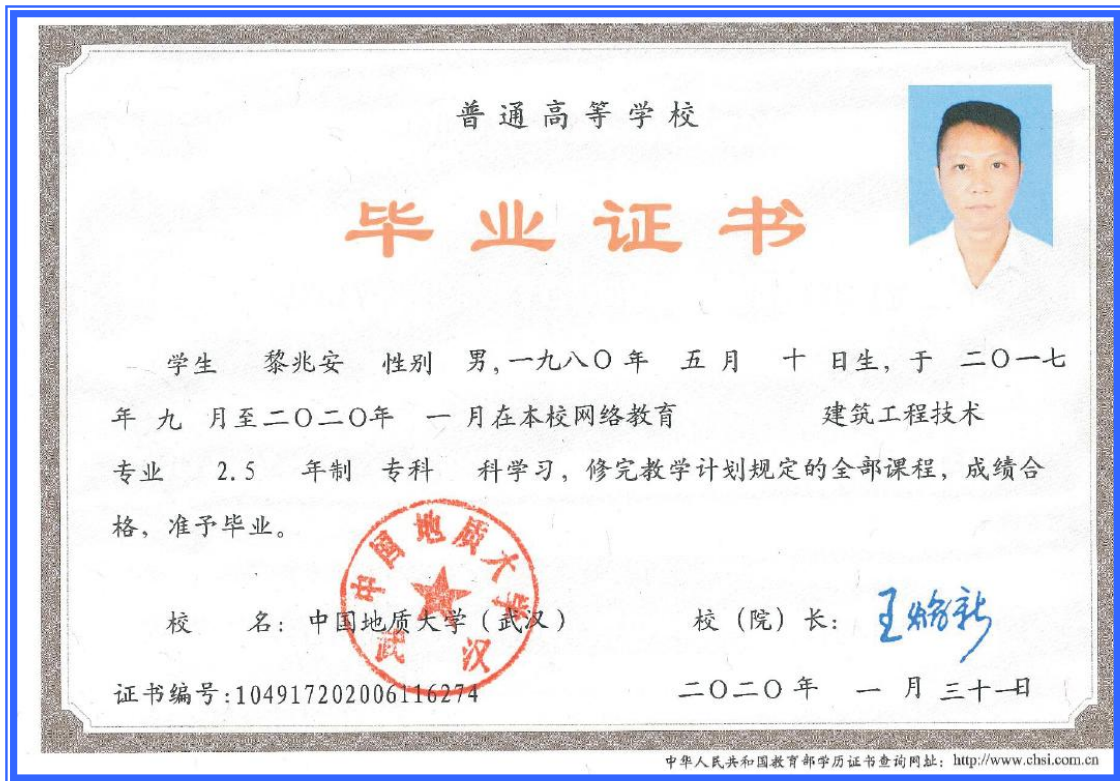 普通高等学校
毕业证书
学生 黎兆安 性别 男,一九八〇年 五月 十 日生, 于 二〇一七
年 九 月至二〇二〇年 一 月在本校网络教育 建筑工程技术
专业 2.5 年制 专科 科学习, 修完教学计划规定的全部课程, 成绩合
格, 准予毕业。
中国地质大学
武汉
校 名: 中国地质大学(武汉) 校(院)长: 王焰新
证书编号:104917202006116274 二〇二〇年 一 月 三十一日
中华人民共和国教育部学历证书查询网址: http://www.chsi.com.cn